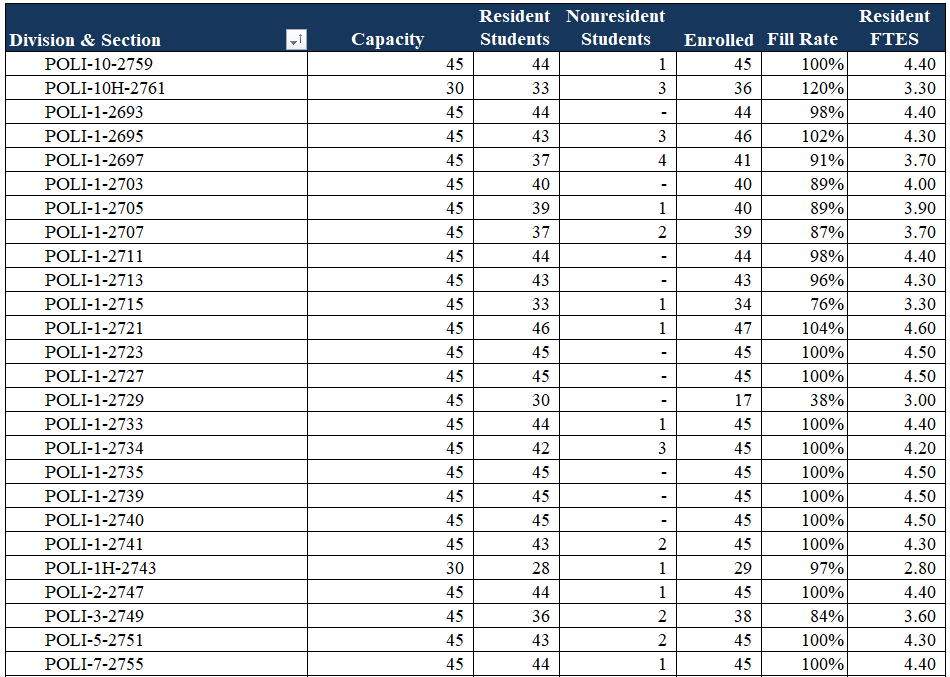 Division & Section Capacity Resident Students Nonresident Students Enrolled Fill Rate Resident FTES
POLI-10-2759 45 44 1 45 100% 4.40
POLI-10H-2761 30 33 3 36 120% 3.30
POLI-1-2693 45 44 - 44 98% 4.40
POLI-1-2695 45 43 3 46 102% 4.30
POLI-1-2697 45 37 4 41 91% 3.70
POLI-1-2703 45 40 - 40 89% 4.00
POLI-1-2705 45 39 1 40 89% 3.90
POLI-1-2707 45 37 2 39 87% 3.70
POLI-1-2711 45 44 - 44 98% 4.40
POLI-1-2713 45 43 - 43 96% 4.30
POLI-1-2715 45 33 1 34 76% 3.30
POLI-1-2721 45 46 1 47 104% 4.60
POLI-1-2723 45 45 - 45 100% 4.50
POLI-1-2727 45 45 - 45 100% 4.50
POLI-1-2729 45 30 - 17 38% 3.00
POLI-1-2733 45 44 1 45 100% 4.40
POLI-1-2734 45 42 3 45 100% 4.20
POLI-1-2735 45 45 - 45 100% 4.50
POLI-1-2739 45 45 - 45 100% 4.50
POLI-1-2740 45 45 - 45 100% 4.50
POLI-1-2741 45 43 2 45 100% 4.30
POLI-1H-2743 30 28 1 29 97% 2.80
POLI-2-2747 45 44 1 45 100% 4.40
POLI-3-2749 45 36 2 38 84% 3.60
POLI-5-2751 45 43 2 45 100% 4.30
POLI-7-2755 45 44 1 45 100% 4.40